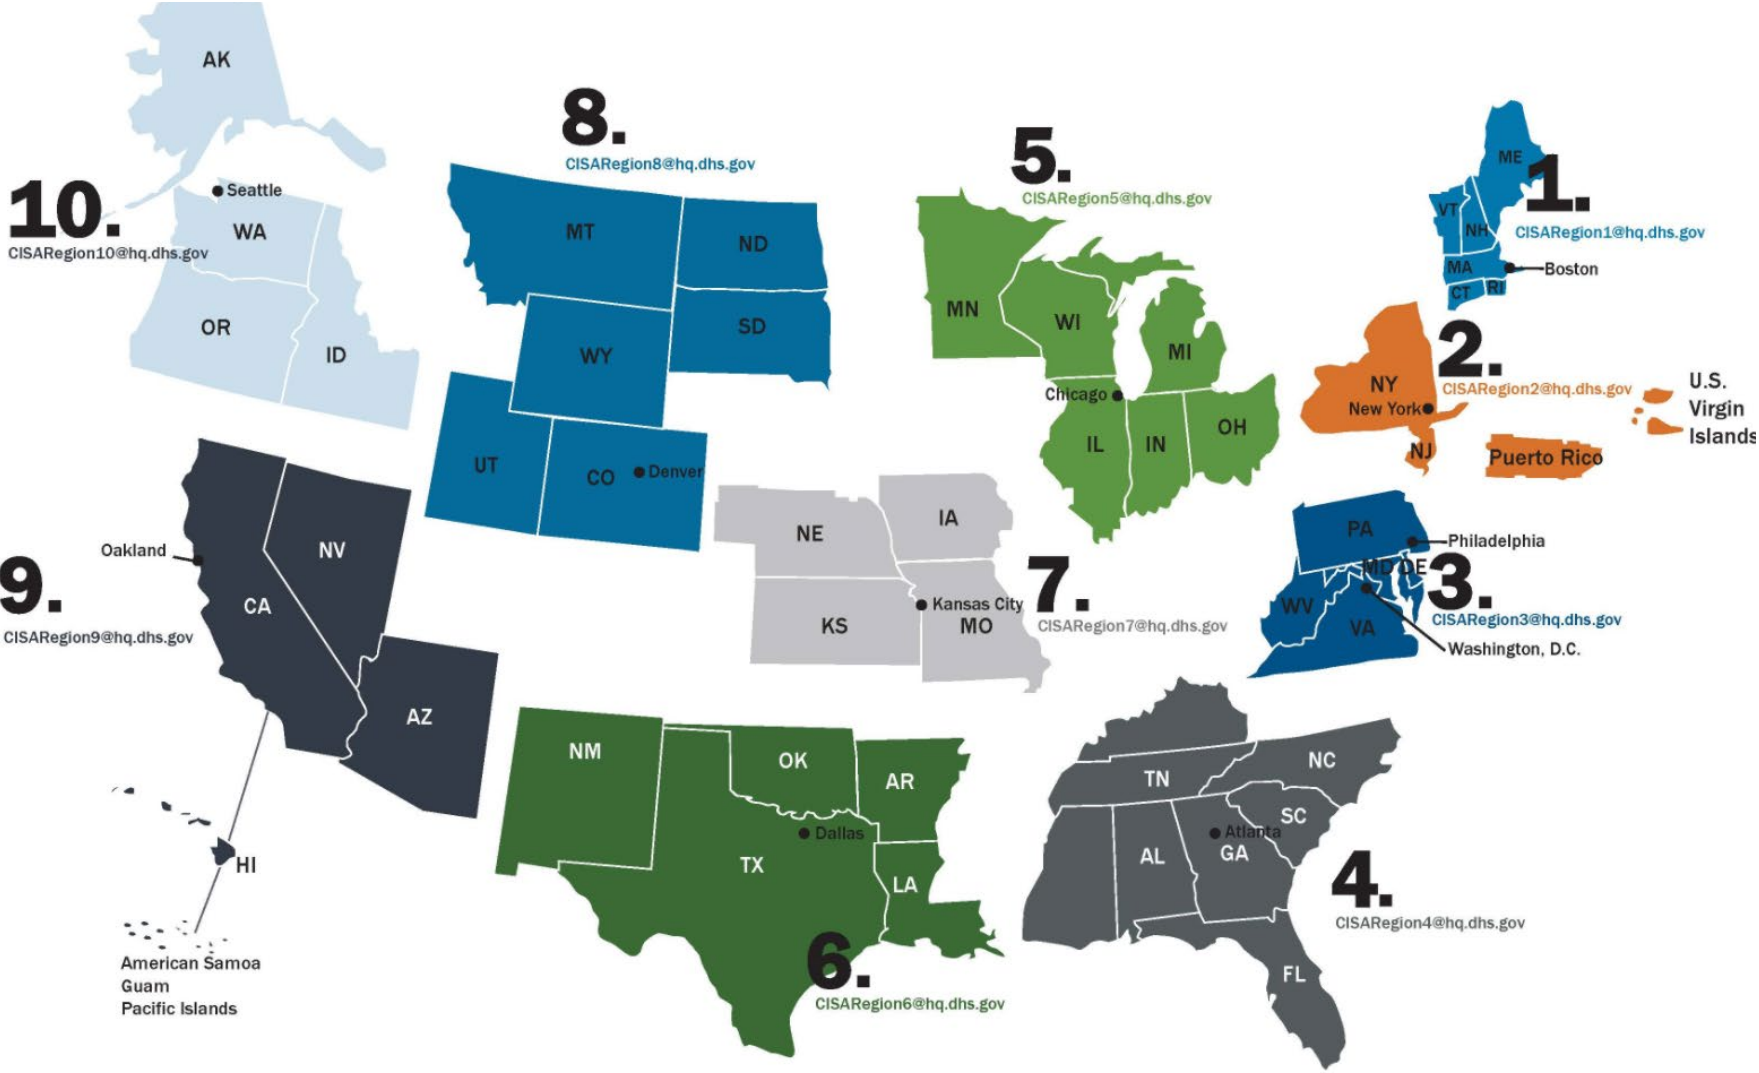 AK
10.
CISARegion10@hq.dhs.gov
Seattle
WA
OR
ID
8.
CISARegion8@hq.dhs.gov
MT
ND
SD
WY
UT
CO
Denver
5.
CISARegion5@hq.dhs.gov
MN
WI
MI
Chicago
IL
IN
OH
1.
CISARegion1@hq.dhs.gov
ME
VT
NH
MA
Boston
CT
RI
2.
CISARegion2@hq.dhs.gov
NY
New York
NJ
Puerto Rico
U.S.
Virgin
Islands
9.
CISARegion9@hq.dhs.gov
Oakland
NV
CA
AZ
HI
American Samoa
Guam
Pacific Islands
7.
CISARegion7@hq.dhs.gov
NE
IA
KS
Kansas City
MO
3.
CISARegion3@hq.dhs.gov
PA
Philadelphia
MD
DE
WV
VA
Washington, D.C.
6.
CISARegion6@hq.dhs.gov
NM
OK
AR
Dallas
TX
LA
4.
CISARegion4@hq.dhs.gov
TN
NC
SC
Atlanta
AL
GA
FL